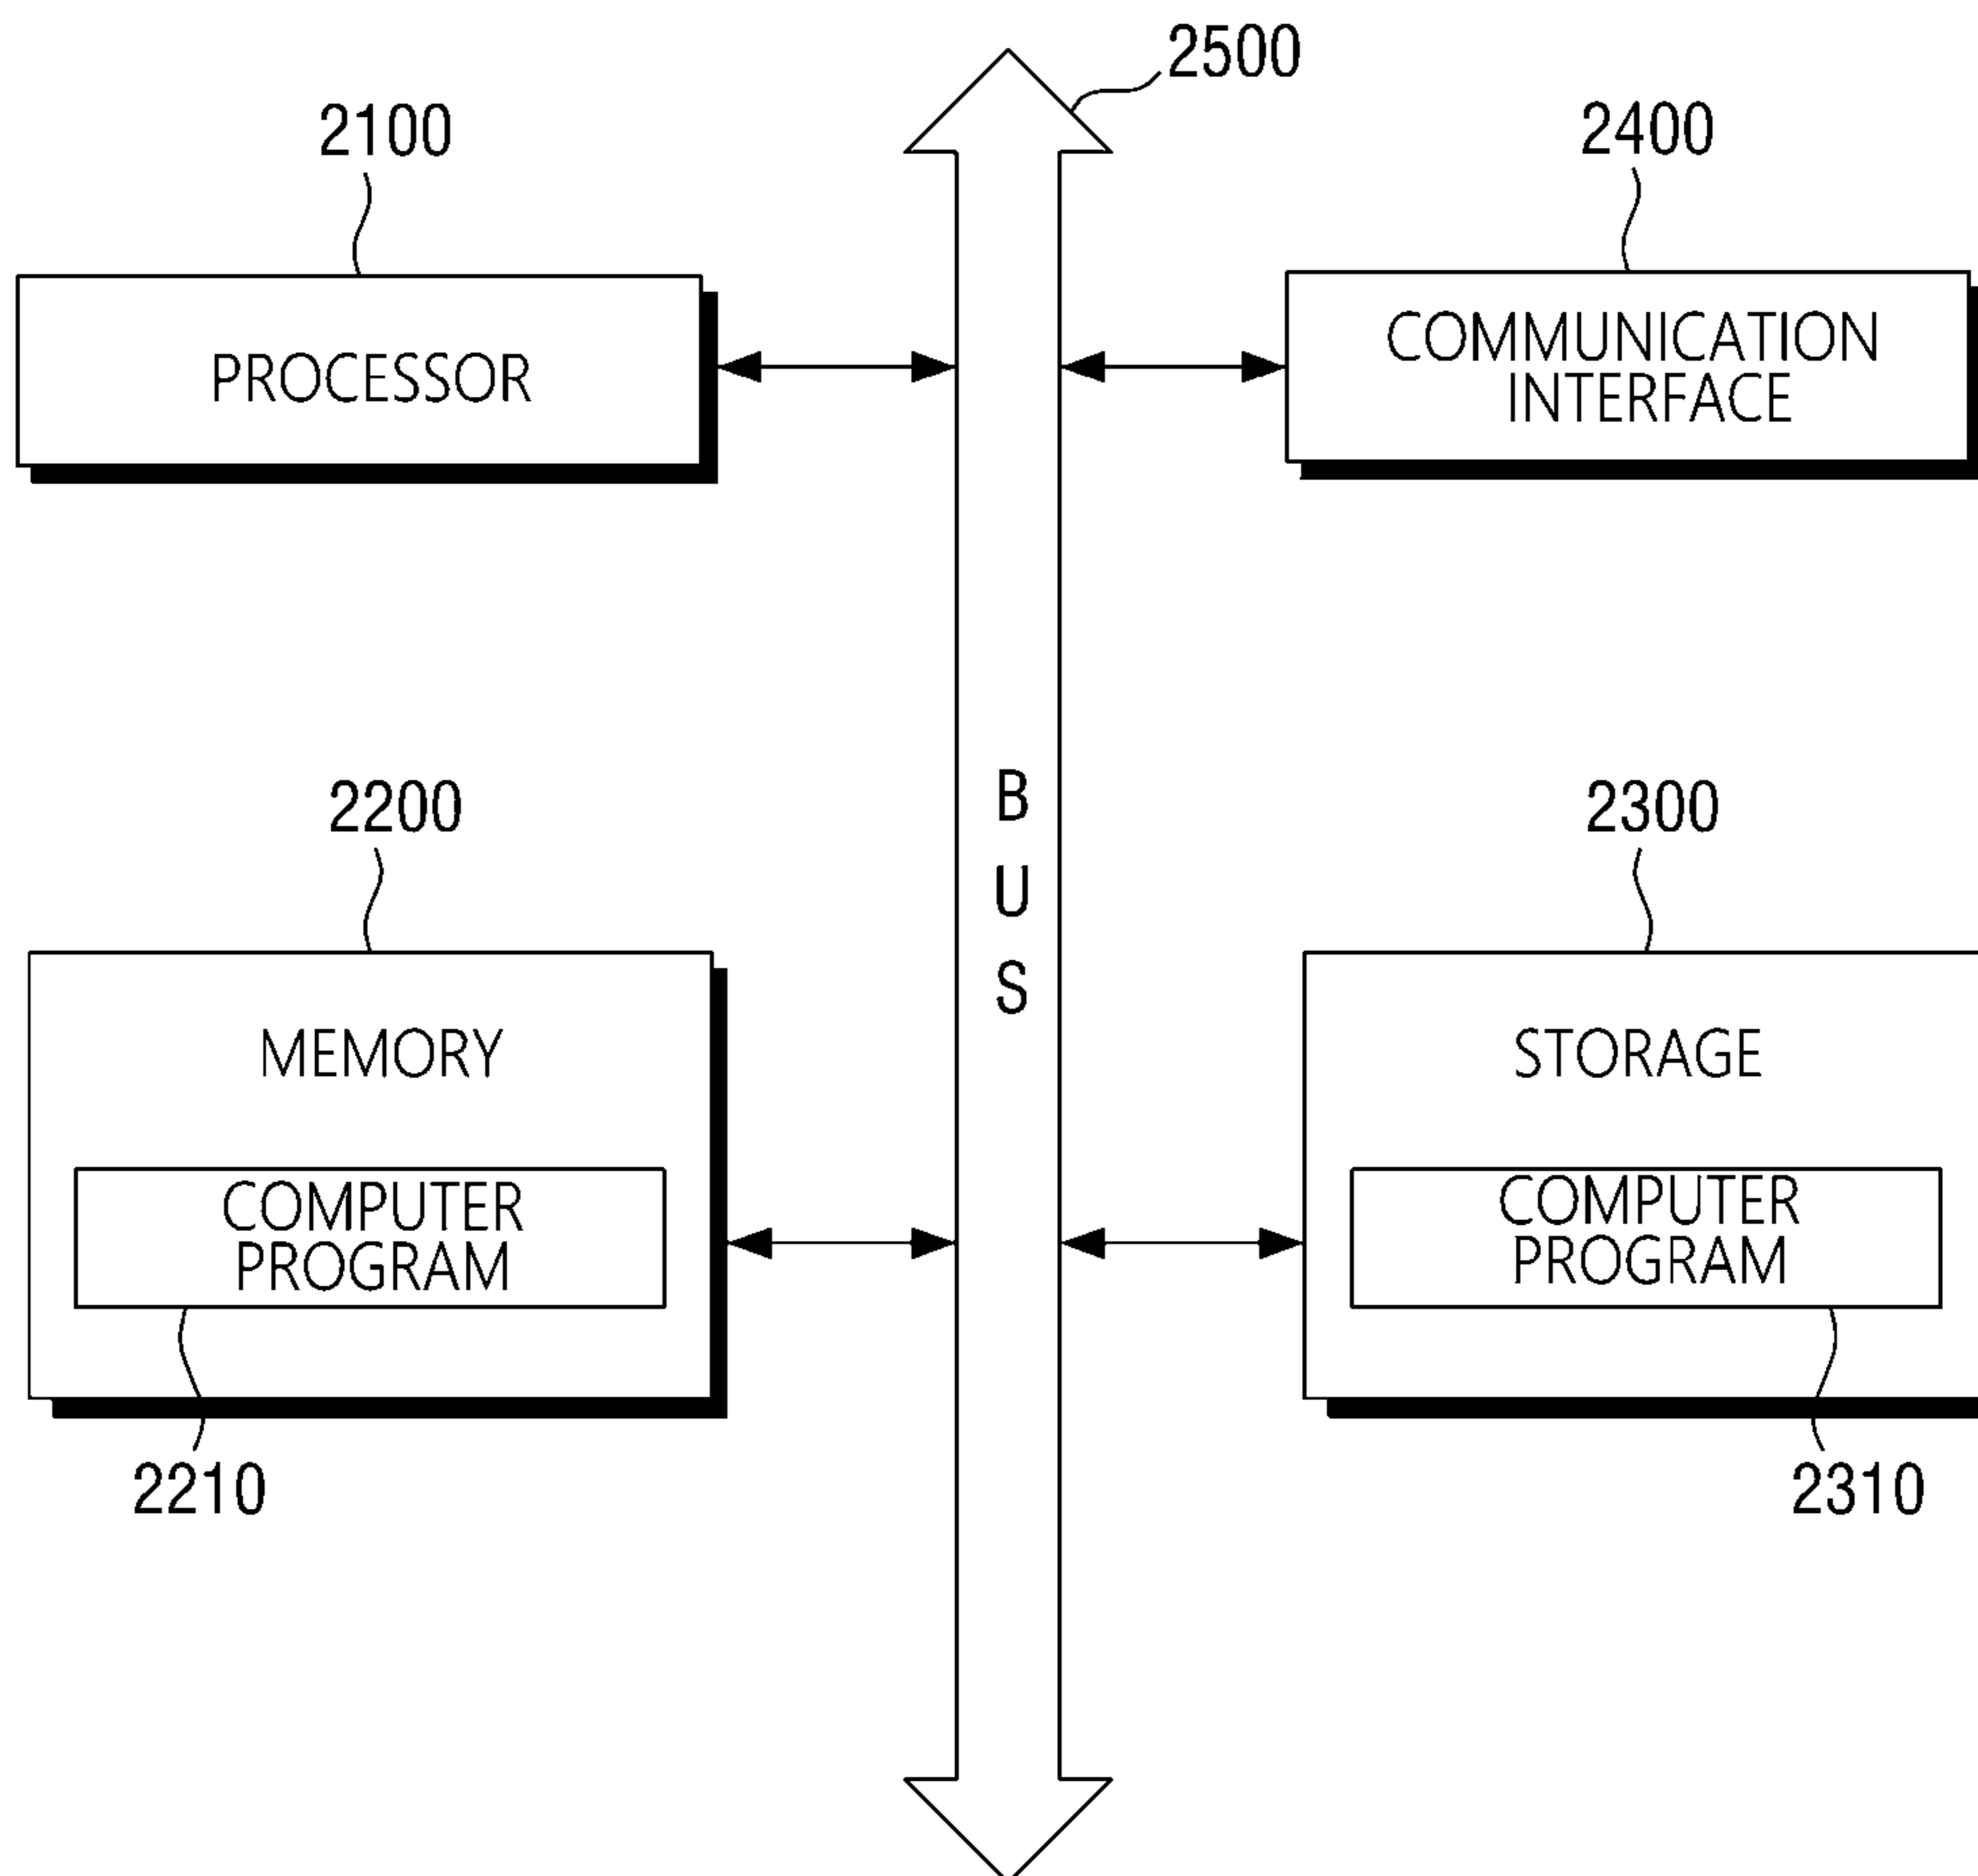 2500
2100
2400
PROCESSOR
COMMUNICATION
INTERFACE
B
U
S
2200
2300
MEMORY
STORAGE
COMPUTER
PROGRAM
COMPUTER
PROGRAM
2210
2310